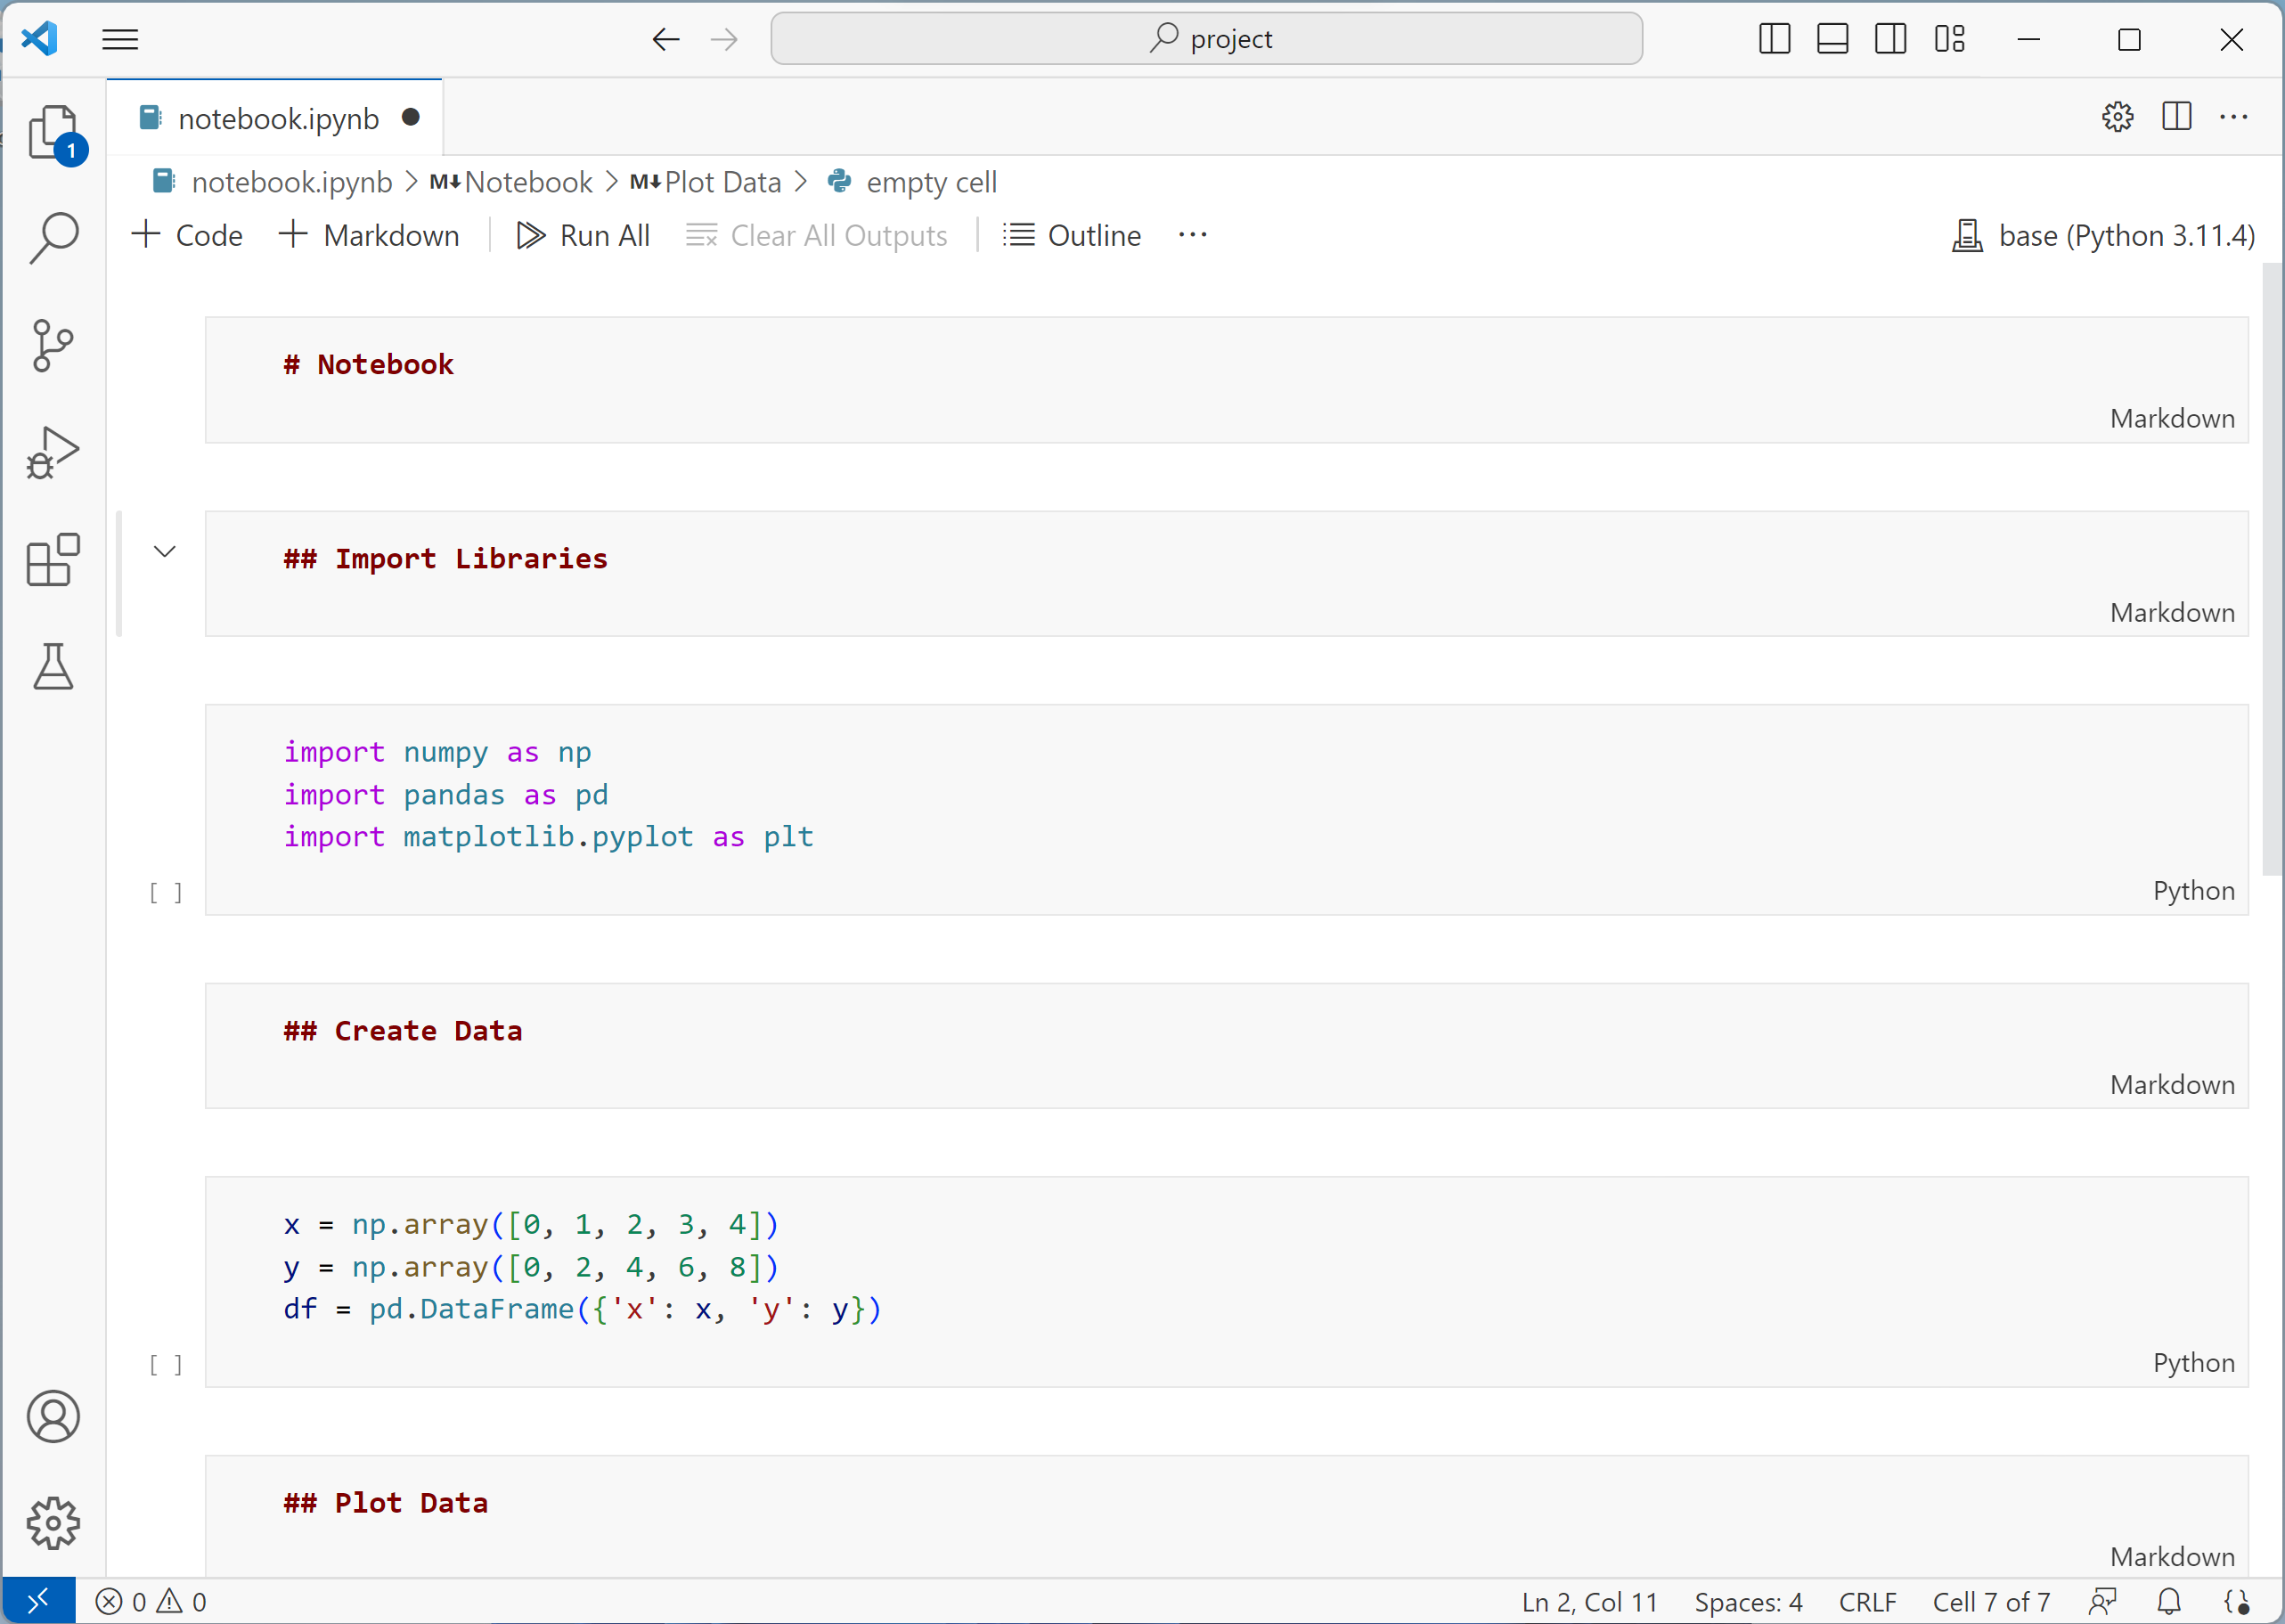 project
notebook.ipynb
1
notebook.ipynb > M↓Notebook > M↓Plot Data > empty cell
+ Code + Markdown Run All Clear All Outputs Outline ...
base (Python 3.11.4)
# Notebook
Markdown
## Import Libraries
Markdown
import numpy as np
import pandas as pd
import matplotlib.pyplot as plt
[ ]
Python
## Create Data
Markdown
x = np.array([0, 1, 2, 3, 4])
y = np.array([0, 2, 4, 6, 8])
df = pd.DataFrame({'x': x, 'y': y})
[ ]
Python
## Plot Data
Markdown
0 0
Ln 2, Col 11 Spaces: 4 CRLF Cell 7 of 7